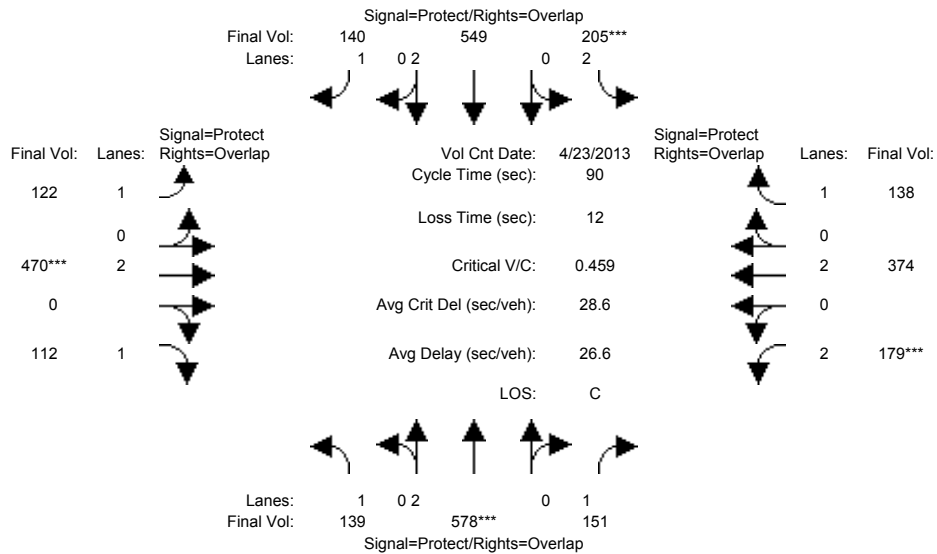 Signal=Protect/Rights=Overlap
Final Vol: 140 549 205***
Lanes: 1 0 2 0 2
Signal=Protect Signal=Protect
Final Vol: Lanes: Rights=Overlap Vol Cnt Date: 4/23/2013 Rights=Overlap Lanes: Final Vol:
Cycle Time (sec): 90
122 1 1 138
Loss Time (sec): 12
0 0
470*** 2 Critical V/C: 0.459 2 374
0 Avg Crit Del (sec/veh): 28.6 0
112 1 Avg Delay (sec/veh): 26.6 2 179***
LOS: C
Lanes: 1 0 2 0 1
Final Vol: 139 578*** 151
Signal=Protect/Rights=Overlap